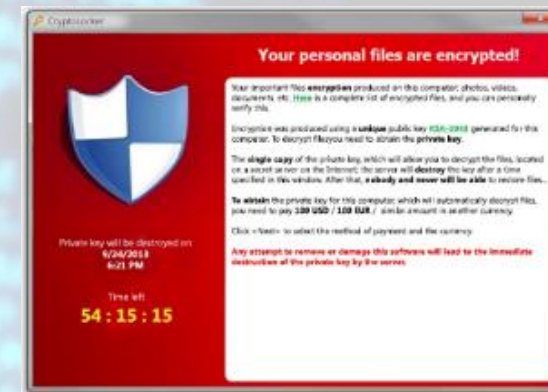 CryptoLocker
Your personal files are encrypted!
Your important files encryption produced on this computer: photos, videos,
documents, etc. Here is a complete list of encrypted files, and you can personally
verify this.
Encryption was produced using a unique public key RSA-2048 generated for this
computer. To decrypt files you need to obtain the private key.
The single copy of the private key, which will allow you to decrypt the files, located
on a secret server on the Internet; the server will destroy the key after a time
specified in this window. After that, nobody and never will be able to restore files...
To obtain the private key for this computer, which will automatically decrypt files,
you need to pay 100 USD / 100 EUR / similar amount in another currency.
Click «Next» to select the method of payment and the currency.
Any attempt to remove or damage this software will lead to the immediate
destruction of the private key by the server.
Private key will be destroyed on
9/24/2013
6:21 PM
Time left
54 : 15 : 15